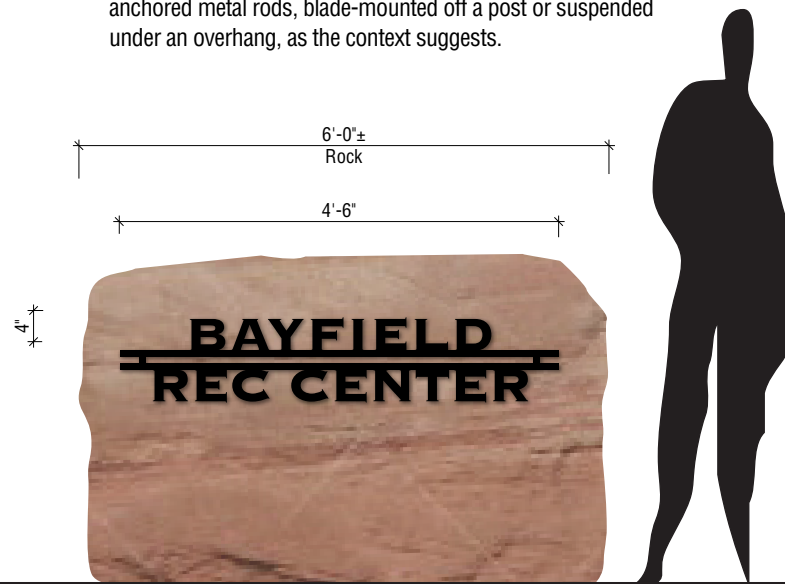 anchored metal rods, blade-mounted off a post or suspended
under an overhang, as the context suggests.
6'-0"±
Rock
4'-6"
4"
BAYFIELD
REC CENTER